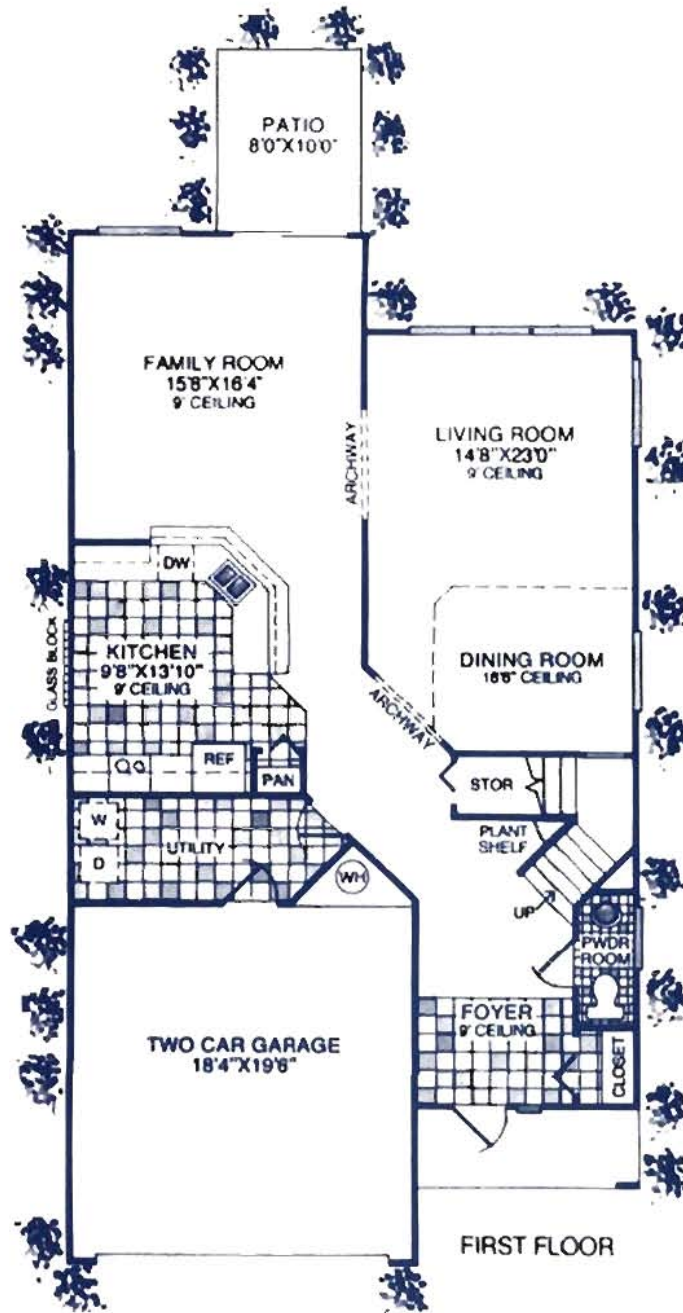 PATIO
8'0"X10'0"
FAMILY ROOM
15'8"X16'4"
9' CEILING
ARCHWAY
LIVING ROOM
14'8"X23'0"
9' CEILING
DW
GLASS BLOCK
KITCHEN
9'8"X13'10"
9' CEILING
DINING ROOM
16'6" CEILING
ARCHWAY
REF
PAN
STOR
W
D
UTILITY
PLANT
SHELF
WH
UP
PWDR
ROOM
FOYER
9' CEILING
TWO CAR GARAGE
18'4"X19'6"
CLOSET
FIRST FLOOR